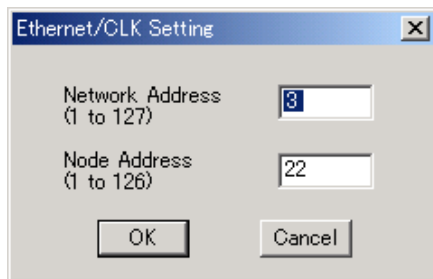 Ethernet/CLK Setting
Network Address
(1 to 127)
3
Node Address
(1 to 126)
22
OK
Cancel